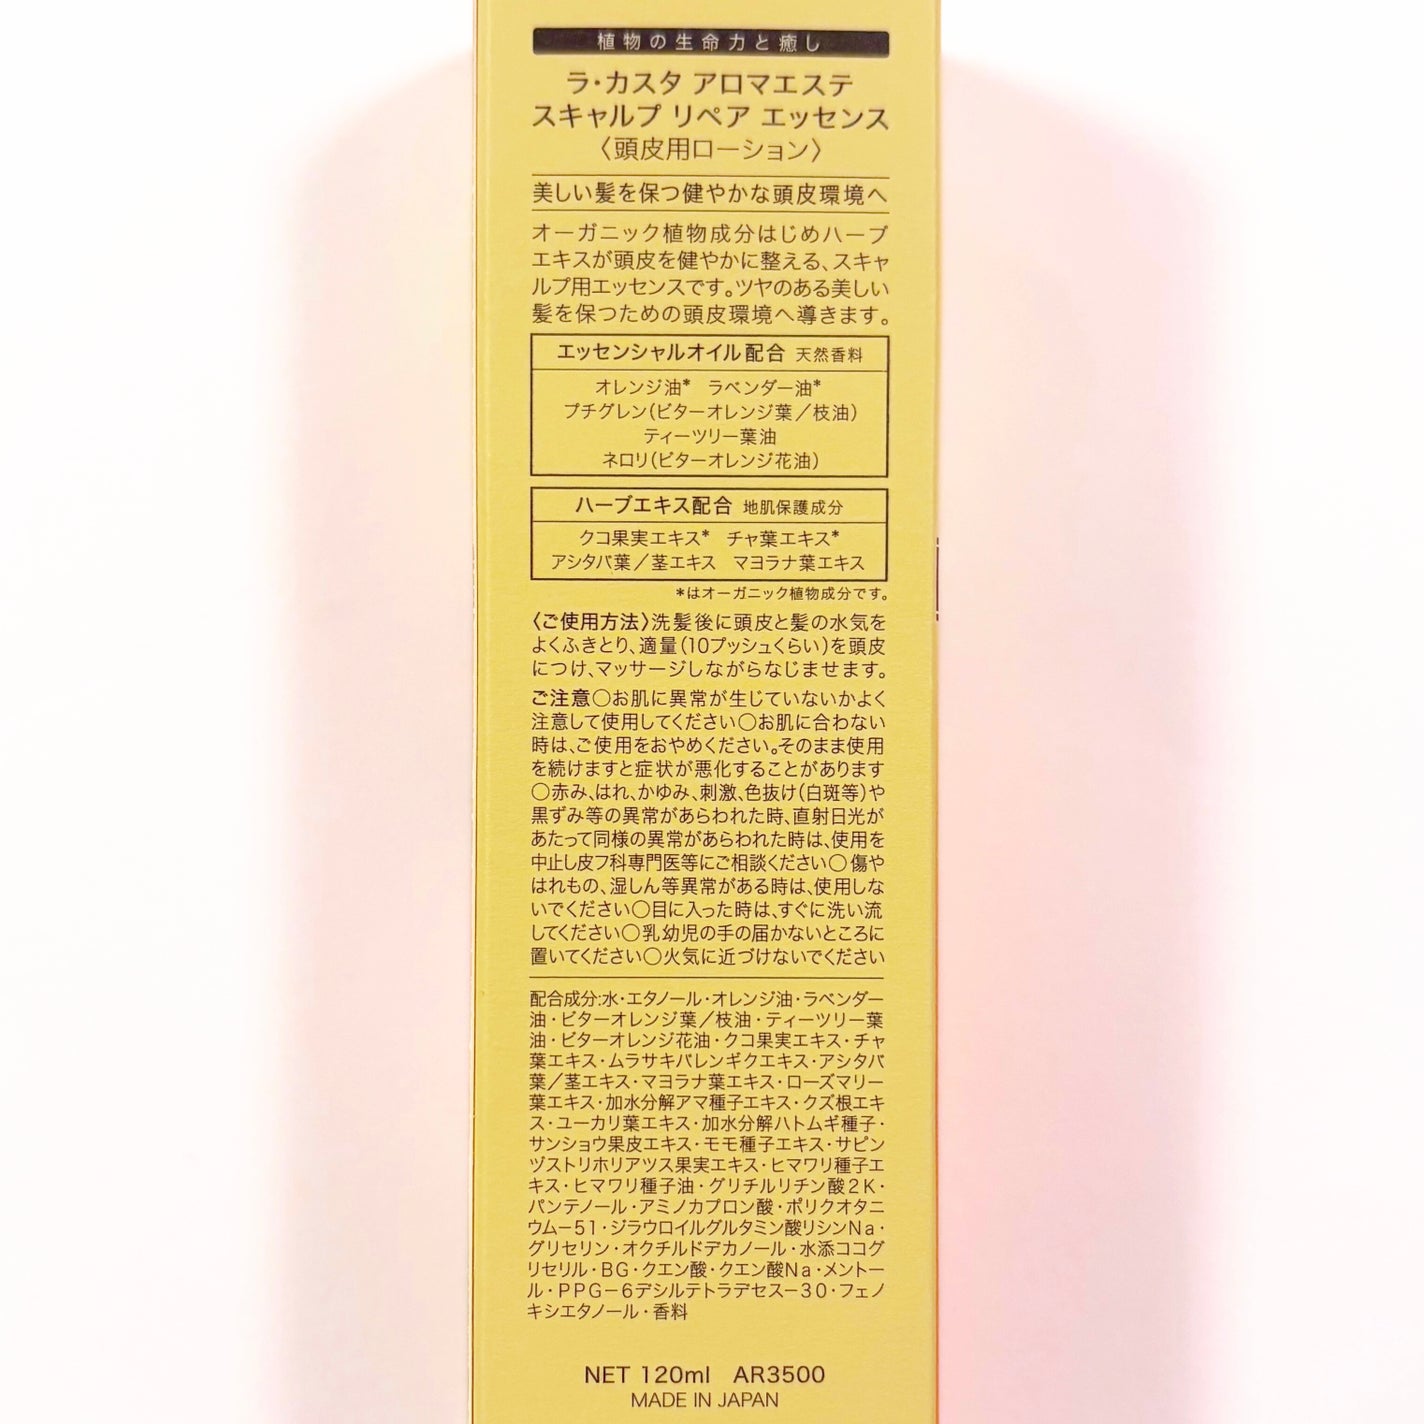 植物の生命力と癒し
ラ・カスタ アロマエステ
スキャルプ リペア エッセンス
〈頭皮用ローション〉
美しい髪を保つ健やかな頭皮環境へ
オーガニック植物成分はじめハーブ
エキスが頭皮を健やかに整える、スキャ
ルプ用エッセンスです。ツヤのある美しい
髪を保つための頭皮環境へ導きます。
エッセンシャルオイル配合 天然香料
オレンジ油* ラベンダー油*
プチグレン(ビターオレンジ葉／枝油)
ティーツリー葉油
ネロリ(ビターオレンジ花油)
ハーブエキス配合 地肌保護成分
クコ果実エキス* チャ葉エキス*
アシタバ葉／茎エキス マヨラナ葉エキス
*はオーガニック植物成分です。
〈ご使用方法〉洗髪後に頭皮と髪の水気を
よくふきとり、適量(10プッシュくらい)を頭皮
につけ、マッサージしながらなじませます。
ご注意○お肌に異常が生じていないかよく
注意して使用してください○お肌に合わない
時は、ご使用をおやめください。そのまま使用
を続けますと症状が悪化することがあります
○赤み、はれ、かゆみ、刺激、色抜け(白斑等)や
黒ずみ等の異常があらわれた時、直射日光が
あたって同様の異常があらわれた時は、使用を
中止し皮フ科専門医等にご相談ください○傷や
はれもの、湿しん等異常がある時は、使用しな
いでください○目に入った時は、すぐに洗い流
してください○乳幼児の手の届かないところに
置いてください○火気に近づけないでください
配合成分:水・エタノール・オレンジ油・ラベンダー
油・ビターオレンジ葉／枝油・ティーツリー葉
油・ビターオレンジ花油・クコ果実エキス・チャ
葉エキス・ムラサキバレンギクエキス・アシタバ
葉／茎エキス・マヨラナ葉エキス・ローズマリー
葉エキス・加水分解アマ種子エキス・クズ根エキ
ス・ユーカリ葉エキス・加水分解ハトムギ種子・
サンショウ果皮エキス・モモ種子エキス・サピン
ヅストリホリアツス果実エキス・ヒマワリ種子エ
キス・ヒマワリ種子油・グリチルリチン酸2K・
パンテノール・アミノカプロン酸・ポリクオタニ
ウム－51・ジラウロイルグルタミン酸リシンNa・
グリセリン・オクチルドデカノール・水添ココグ
リセリル・BG・クエン酸・クエン酸Na・メントー
ル・PPG－6デシルテトラデセス－30・フェノ
キシエタノール・香料
NET 120ml AR3500
MADE IN JAPAN